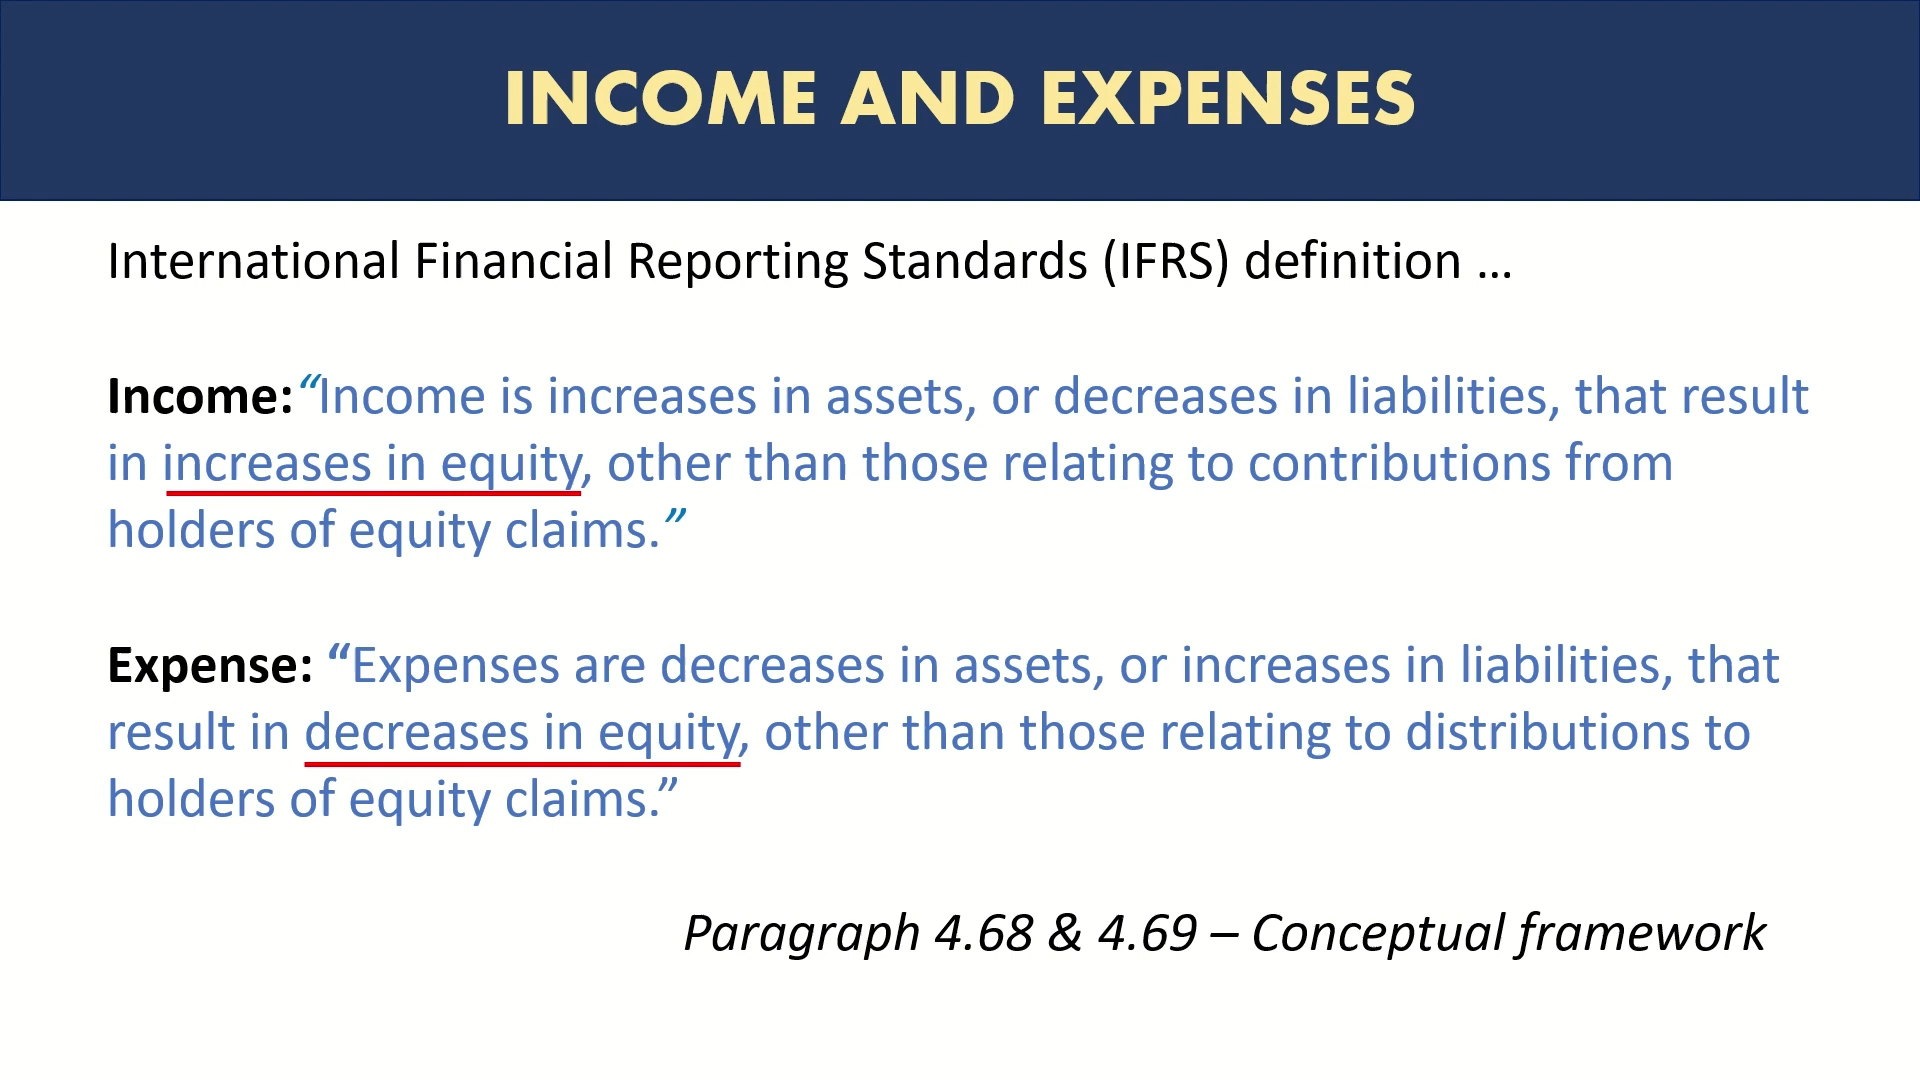 INCOME AND EXPENSES
International Financial Reporting Standards (IFRS) definition ...
Income: “Income is increases in assets, or decreases in liabilities, that result
in increases in equity, other than those relating to contributions from
holders of equity claims.”
Expense: “Expenses are decreases in assets, or increases in liabilities, that
result in decreases in equity, other than those relating to distributions to
holders of equity claims.”
Paragraph 4.68 & 4.69 – Conceptual framework